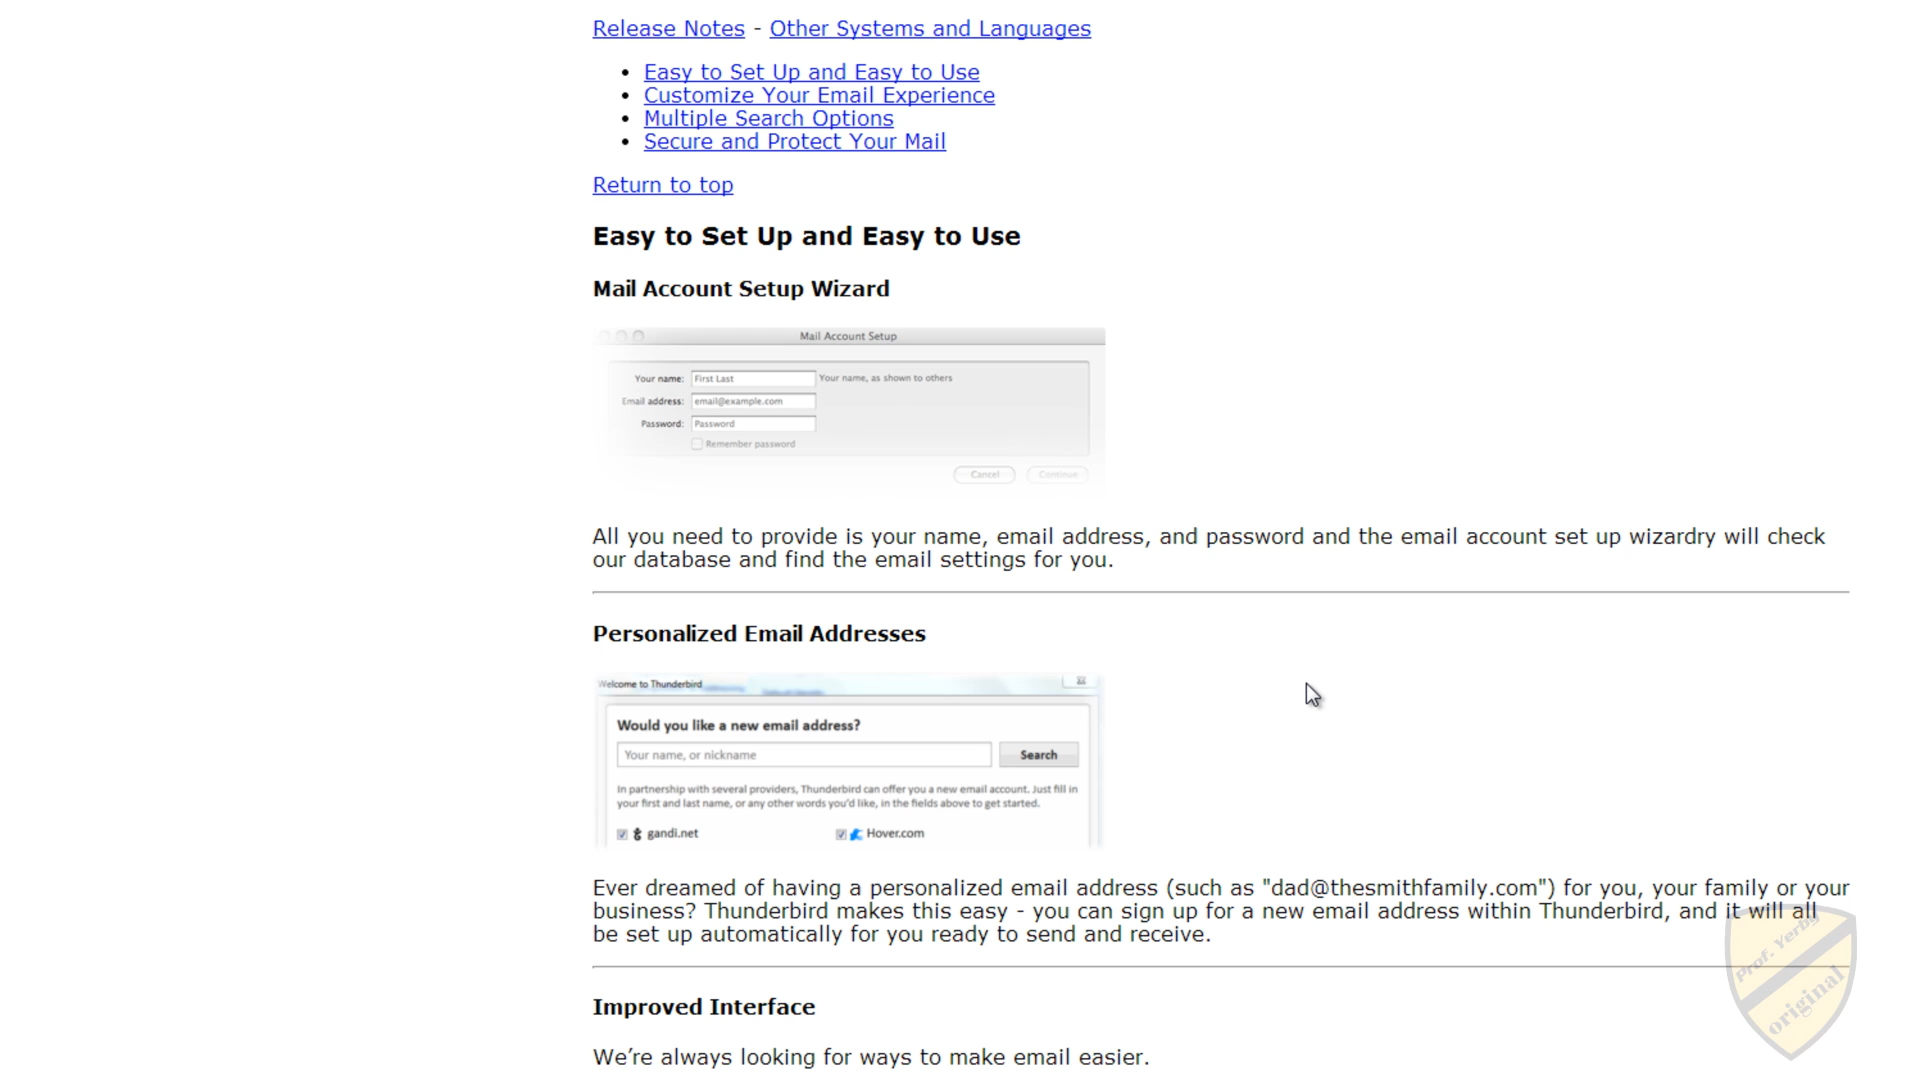 Release Notes - Other Systems and Languages
Easy to Set Up and Easy to Use
Customize Your Email Experience
Multiple Search Options
Secure and Protect Your Mail
Return to top
Easy to Set Up and Easy to Use
Mail Account Setup Wizard
Mail Account Setup
Your name: First Last Your name, as shown to others
Email address: email@example.com
Password: Password
Remember password
Cancel Continue
All you need to provide is your name, email address, and password and the email account set up wizardry will check
our database and find the email settings for you.
Personalized Email Addresses
Welcome to Thunderbird
Would you like a new email address?
Your name, or nickname Search
In partnership with several providers, Thunderbird can offer you a new email account. Just fill in
your first and last name, or any other words you'd like, in the fields above to get started.
gandi.net Hover.com
Ever dreamed of having a personalized email address (such as "dad@thesmithfamily.com") for you, your family or your
business? Thunderbird makes this easy - you can sign up for a new email address within Thunderbird, and it will all
be set up automatically for you ready to send and receive.
Prof. Yerby
original
Improved Interface
We’re always looking for ways to make email easier.